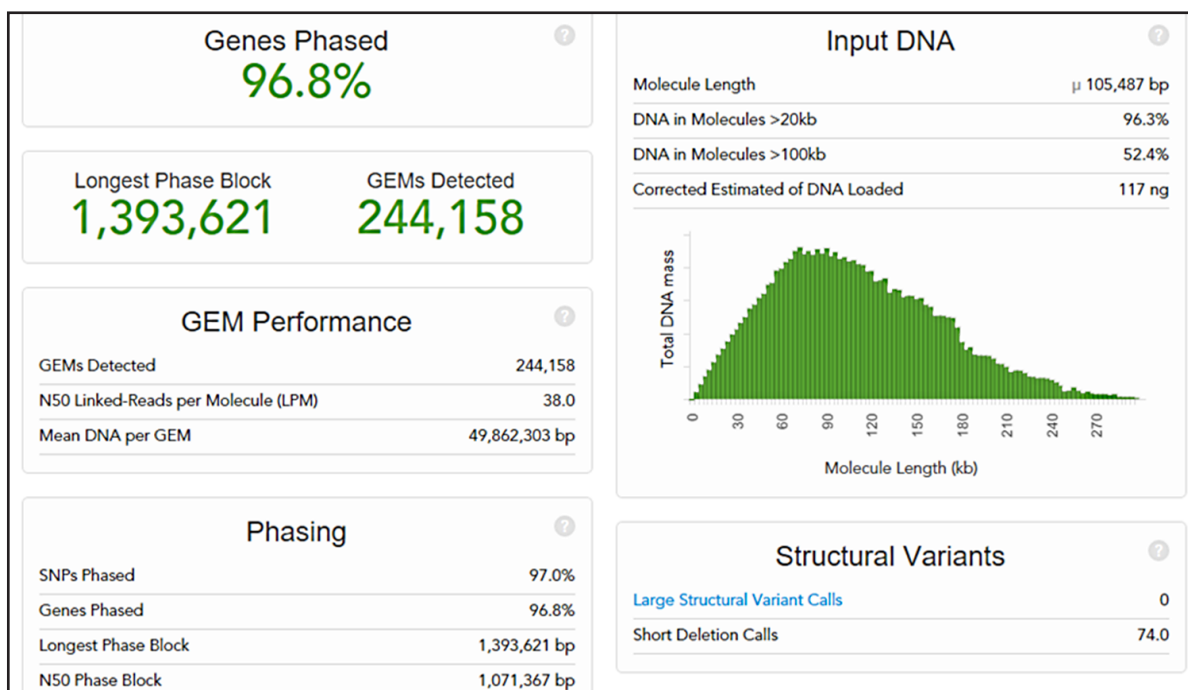 Genes Phased ?
96.8%
Longest Phase Block GEMs Detected
1,393,621 244,158
GEM Performance ?
GEMs Detected 244,158
N50 Linked-Reads per Molecule (LPM) 38.0
Mean DNA per GEM 49,862,303 bp
Phasing ?
SNPs Phased 97.0%
Genes Phased 96.8%
Longest Phase Block 1,393,621 bp
N50 Phase Block 1,071,367 bp
Input DNA ?
Molecule Length μ 105,487 bp
DNA in Molecules >20kb 96.3%
DNA in Molecules >100kb 52.4%
Corrected Estimated of DNA Loaded 117 ng
Total DNA mass
0 30 60 90 120 150 180 210 240 270
Molecule Length (kb)
Structural Variants ?
Large Structural Variant Calls 0
Short Deletion Calls 74.0